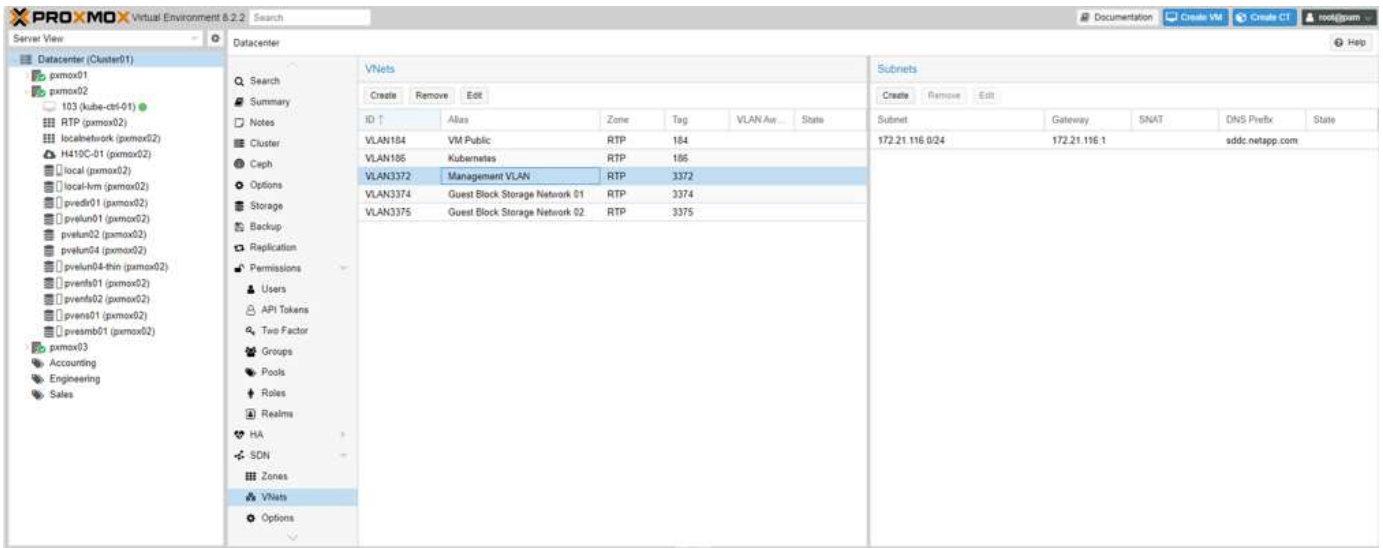 PROXMOX Virtual Environment 8.2.2 Search Documentation Create VM Create CT root@pam
Server View
Datacenter Help
Datacenter (Cluster01)
pxmox01
pxmox02
103 (kube-ctrl-01)
RTP (pxmox02)
localnetwork (pxmox02)
H410C-01 (pxmox02)
local (pxmox02)
local-lvm (pxmox02)
pvedir01 (pxmox02)
pvelun01 (pxmox02)
pvelun02 (pxmox02)
pvelun04 (pxmox02)
pvelun04-thin (pxmox02)
pvenfs01 (pxmox02)
pvenfs02 (pxmox02)
pvens01 (pxmox02)
pvesmb01 (pxmox02)
pxmox03
Accounting
Engineering
Sales
Search
Summary
Notes
Cluster
Ceph
Options
Storage
Backup
Replication
Permissions
Users
API Tokens
Two Factor
Groups
Pools
Roles
Realms
HA
SDN
Zones
VNets
Options
VNets
Create Remove Edit
ID ↑ Alias Zone Tag VLAN Aw... State
VLAN184 VM Public RTP 184
VLAN186 Kubernetes RTP 186
VLAN3372 Management VLAN RTP 3372
VLAN3374 Guest Block Storage Network 01 RTP 3374
VLAN3375 Guest Block Storage Network 02 RTP 3375
Subnets
Create Remove Edit
Subnet Gateway SNAT DNS Prefix State
172.21.116.0/24 172.21.116.1 sddc.netapp.com